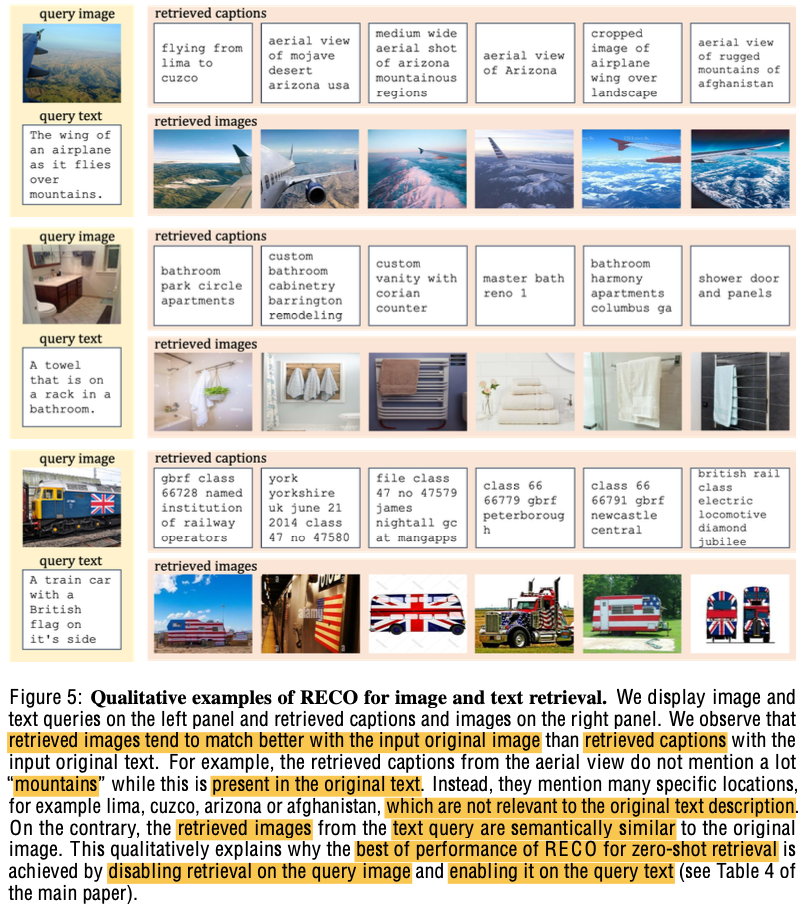 query image
retrieved captions
flying from
lima to
cuzco
aerial view
of mojave
desert
arizona usa
medium wide
aerial shot
of arizona
mountainous
regions
aerial view
of Arizona
cropped
image of
airplane
wing over
landscape
aerial view
of rugged
mountains of
afghanistan
query text
The wing of
an airplane
as it flies
over
mountains.
retrieved images
query image
retrieved captions
bathroom
park circle
apartments
custom
bathroom
cabinetry
barrington
remodeling
custom
vanity with
corian
counter
master bath
reno 1
bathroom
harmony
apartments
columbus ga
shower door
and panels
query text
A towel
that is on
a rack in a
bathroom.
retrieved images
query image
retrieved captions
gbrf class
66728 named
institution
of railway
operators
york
yorkshire
uk june 21
2014 class
47 no 47580
file class
47 no 47579
james
nightall gc
at mangapps
class 66
66779 gbrf
peterboroug
h
class 66
66791 gbrf
newcastle
central
british rail
class
electric
locomotive
diamond
jubilee
query text
A train car
with a
British
flag on
it's side
retrieved images
alamy
Figure 5: Qualitative examples of RECO for image and text retrieval. We display image and
text queries on the left panel and retrieved captions and images on the right panel. We observe that
retrieved images tend to match better with the input original image than retrieved captions with the
input original text. For example, the retrieved captions from the aerial view do not mention a lot
“mountains” while this is present in the original text. Instead, they mention many specific locations,
for example lima, cuzco, arizona or afghanistan, which are not relevant to the original text description.
On the contrary, the retrieved images from the text query are semantically similar to the original
image. This qualitatively explains why the best of performance of RECO for zero-shot retrieval is
achieved by disabling retrieval on the query image and enabling it on the query text (see Table 4 of
the main paper).